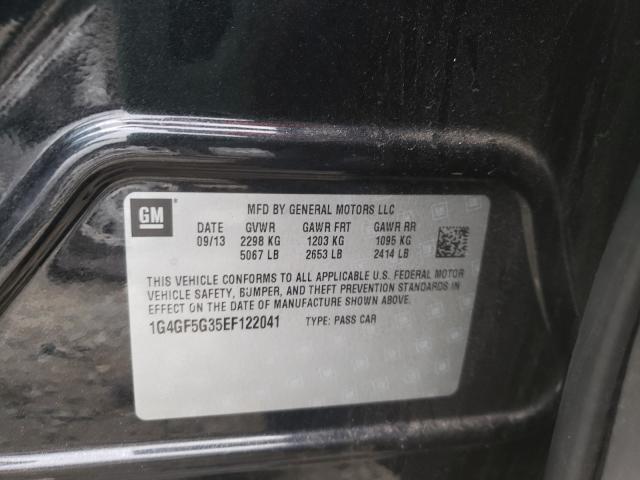 GM
MFD BY GENERAL MOTORS LLC
DATE GVWR GAWR FRT GAWR RR
09/13 2298 KG 1203 KG 1095 KG
5067 LB 2653 LB 2414 LB
THIS VEHICLE CONFORMS TO ALL APPLICABLE U.S. FEDERAL MOTOR
VEHICLE SAFETY, BUMPER, AND THEFT PREVENTION STANDARDS
IN EFFECT ON THE DATE OF MANUFACTURE SHOWN ABOVE.
1G4GF5G35EF122041 TYPE: PASS CAR